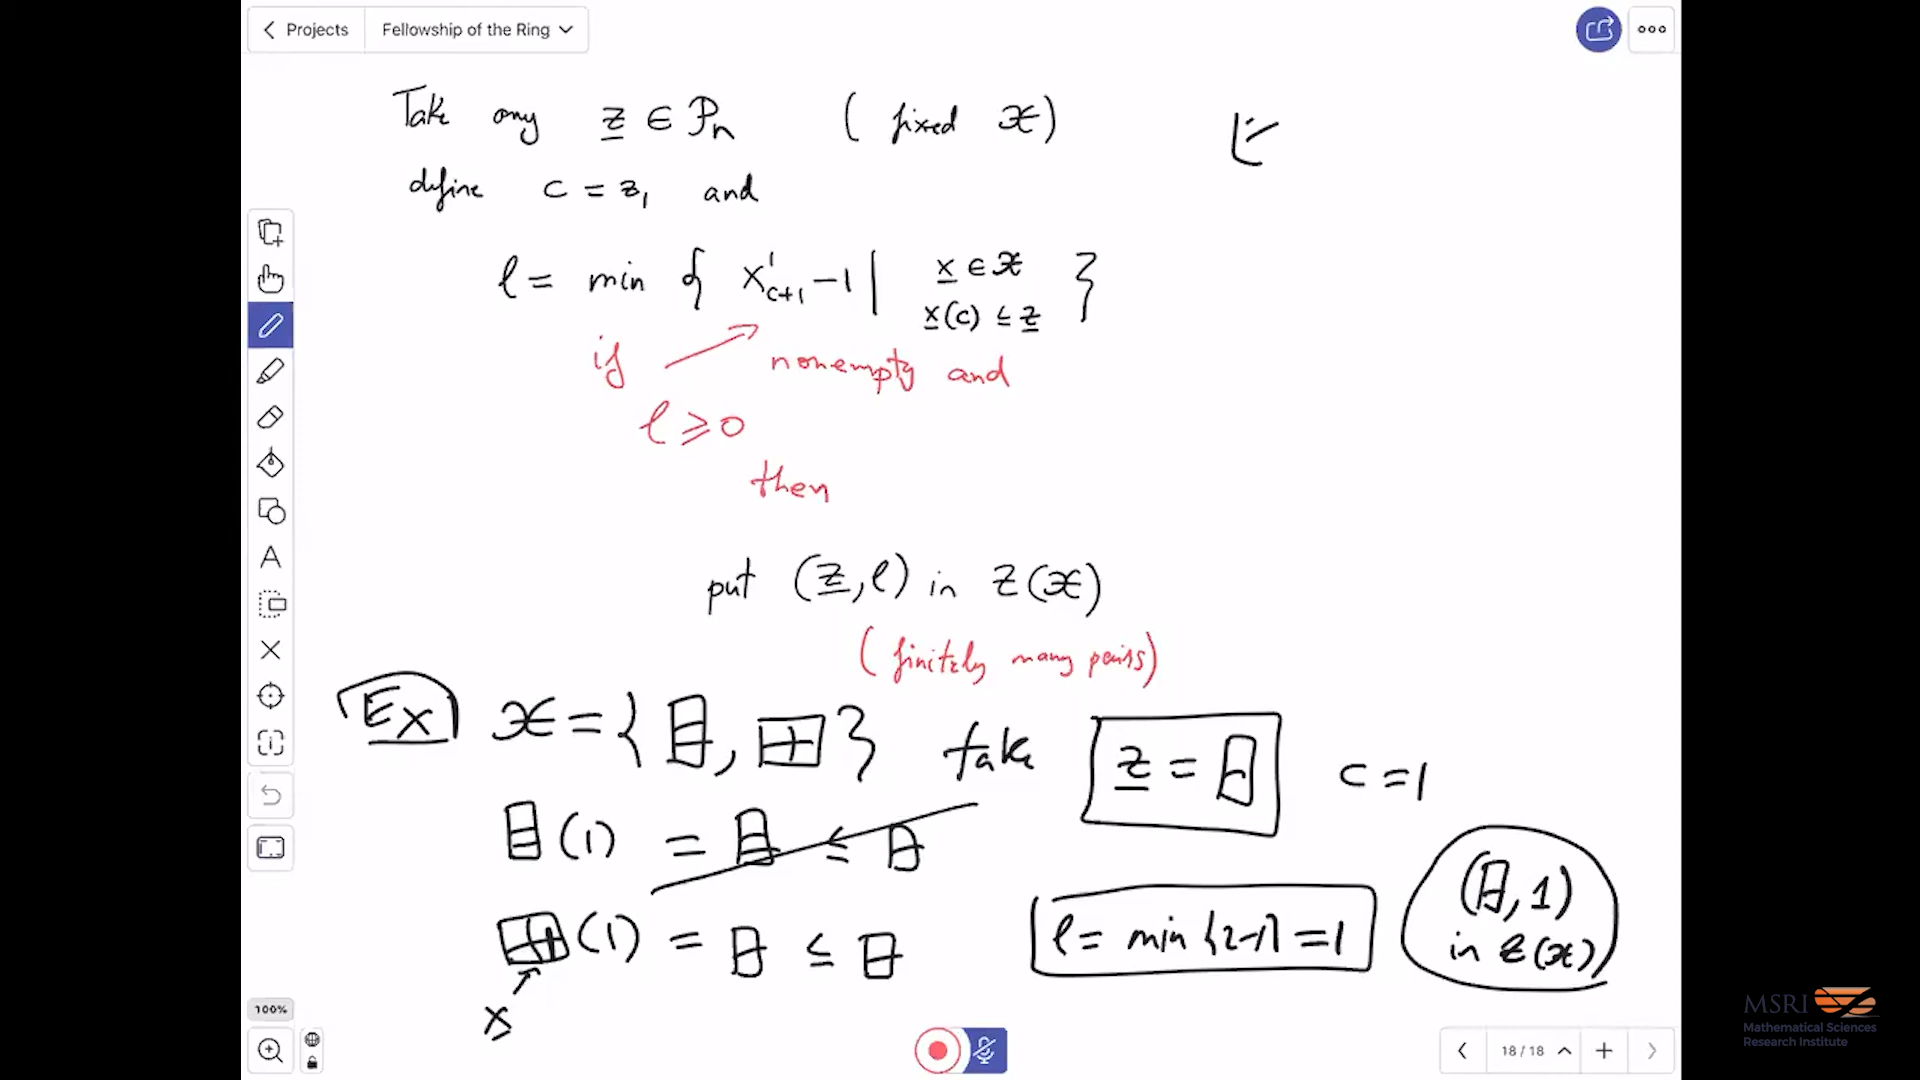 Projects
Fellowship of the Ring
Take any z ∈ Pn ( fixed 𝒳 )
define c = z₁ and
ℓ = min { x'c+1 − 1 | x ∈ 𝒳
x(c) ≤ z }
if nonempty and
ℓ ⩾ 0
then
put (z, ℓ) in Z(𝒳)
( finitely many pairs )
Ex 𝒳 = { , } take z = c = 1
(1) = ≤
(1) = ≤
ℓ = min {2-1} = 1
( , 1)
in Z(𝒳)
x
100%
18 / 18
MSRI
Mathematical Sciences
Research Institute